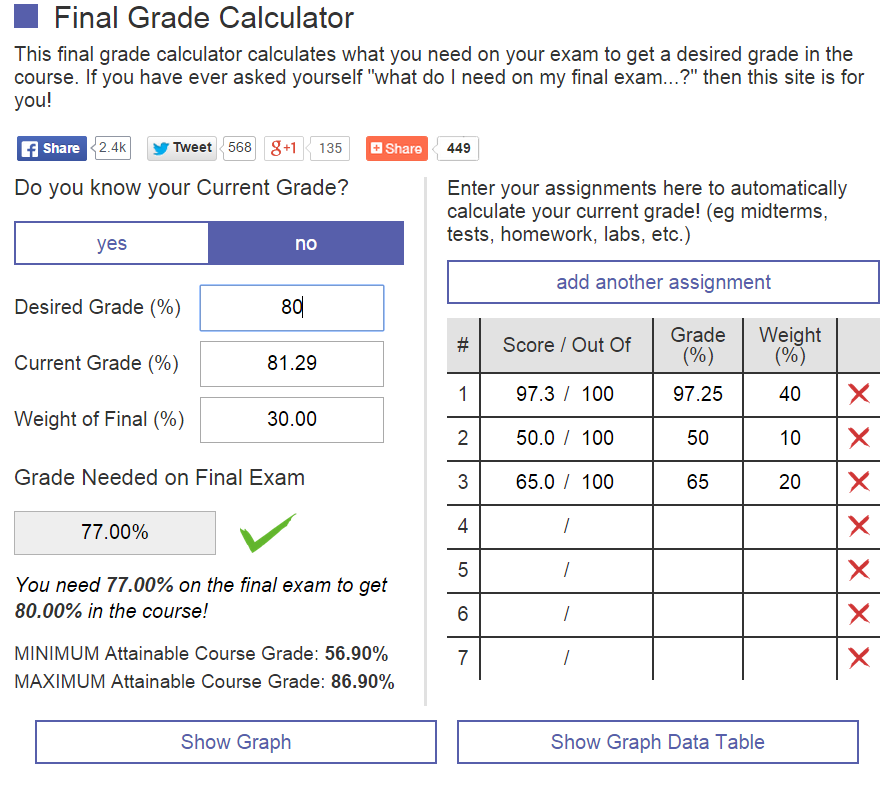 Final Grade Calculator
This final grade calculator calculates what you need on your exam to get a desired grade in the
course. If you have ever asked yourself "what do I need on my final exam...?" then this site is for
you!
Share 2.4k Tweet 568 g+1 135 Share 449
Do you know your Current Grade?
yes no
Desired Grade (%) 80
Current Grade (%) 81.29
Weight of Final (%) 30.00
Grade Needed on Final Exam
77.00%
You need 77.00% on the final exam to get
80.00% in the course!
MINIMUM Attainable Course Grade: 56.90%
MAXIMUM Attainable Course Grade: 86.90%
Enter your assignments here to automatically
calculate your current grade! (eg midterms,
tests, homework, labs, etc.)
add another assignment
# Score / Out Of Grade (%) Weight (%)
1 97.3 / 100 97.25 40
2 50.0 / 100 50 10
3 65.0 / 100 65 20
4 /
5 /
6 /
7 /
Show Graph
Show Graph Data Table